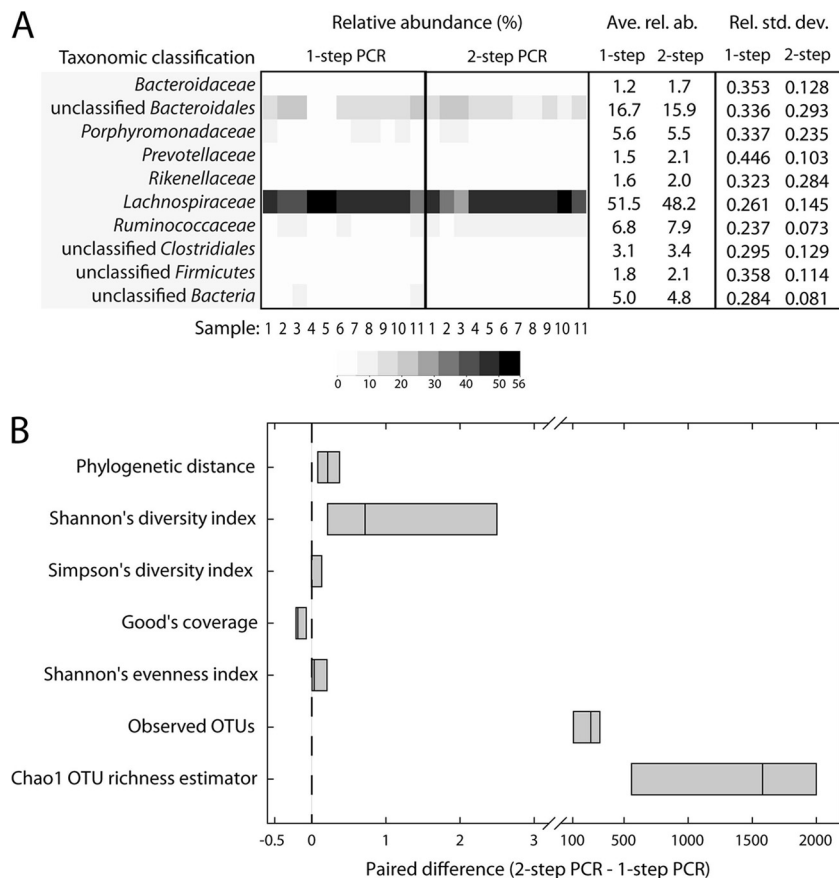 A
Relative abundance (%) Ave. rel. ab. Rel. std. dev.
Taxonomic classification 1-step PCR 2-step PCR 1-step 2-step 1-step 2-step
Bacteroidaceae 1.2 1.7 0.353 0.128
unclassified Bacteroidales 16.7 15.9 0.336 0.293
Porphyromonadaceae 5.6 5.5 0.337 0.235
Prevotellaceae 1.5 2.1 0.446 0.103
Rikenellaceae 1.6 2.0 0.323 0.284
Lachnospiraceae 51.5 48.2 0.261 0.145
Ruminococcaceae 6.8 7.9 0.237 0.073
unclassified Clostridiales 3.1 3.4 0.295 0.129
unclassified Firmicutes 1.8 2.1 0.358 0.114
unclassified Bacteria 5.0 4.8 0.284 0.081
Sample: 1 2 3 4 5 6 7 8 9 10 11 1 2 3 4 5 6 7 8 9 10 11
0 10 20 30 40 50 56
B
Phylogenetic distance
Shannon's diversity index
Simpson's diversity index
Good's coverage
Shannon's evenness index
Observed OTUs
Chao1 OTU richness estimator
-0.5 0 1 2 3 100 500 1000 1500 2000
Paired difference (2-step PCR - 1-step PCR)